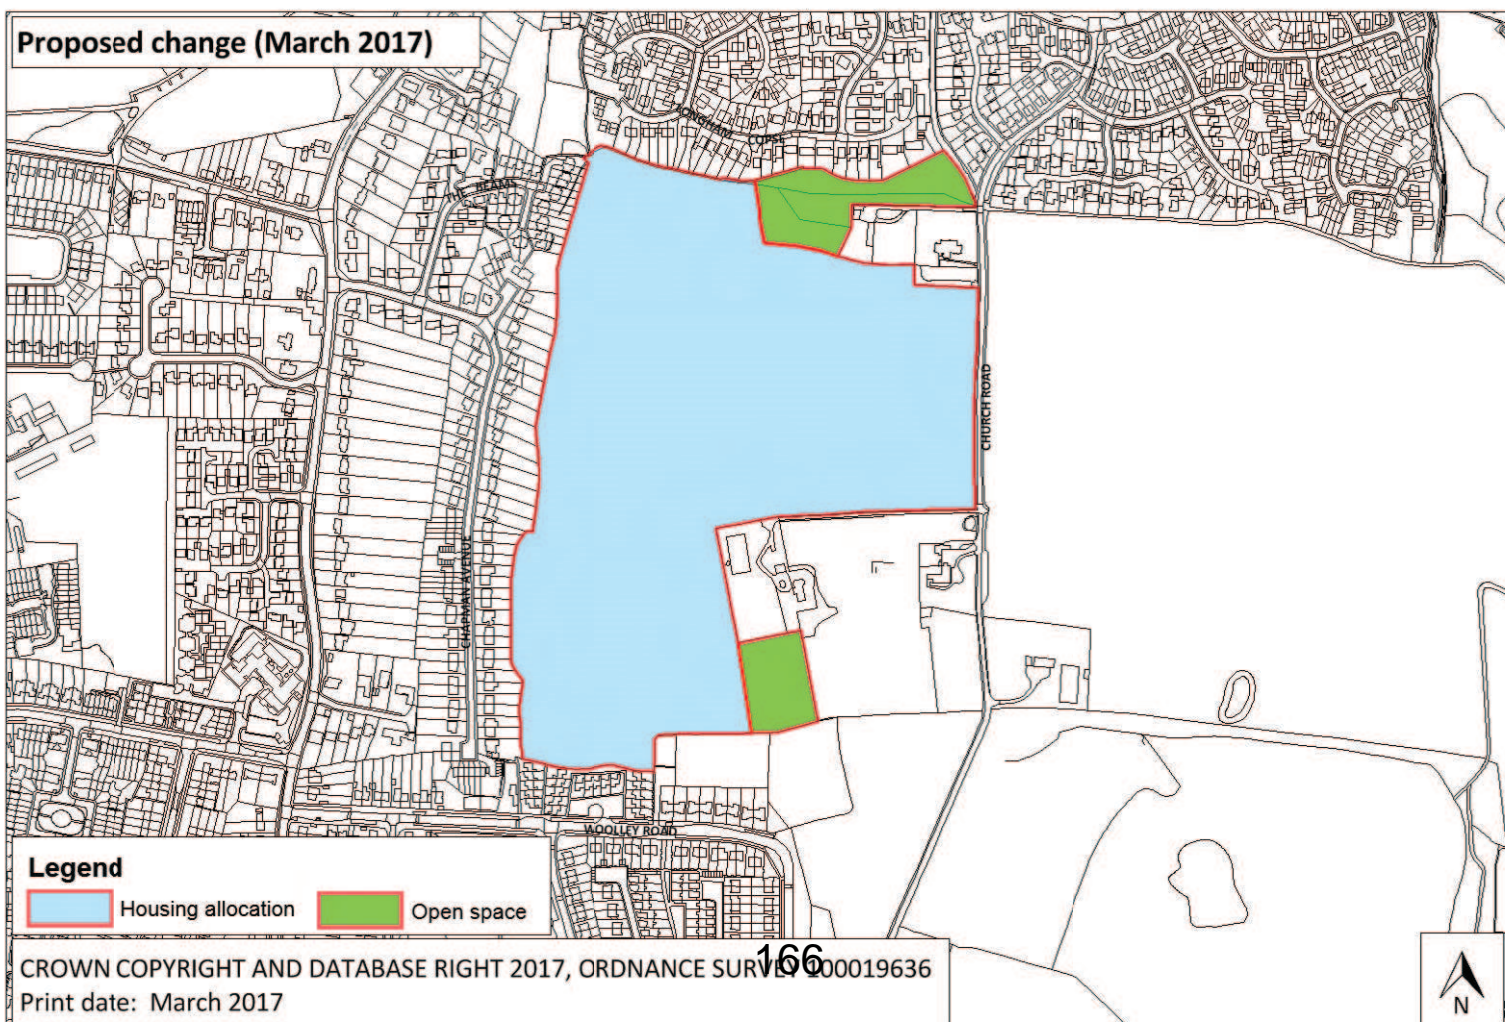 Proposed change (March 2017)
LONGHAM COPSE
THE BEAMS
CHURCH ROAD
CHAPMAN AVENUE
WOOLLEY ROAD
Legend
Housing allocation
Open space
166
CROWN COPYRIGHT AND DATABASE RIGHT 2017, ORDNANCE SURVEY 100019636
Print date: March 2017
N